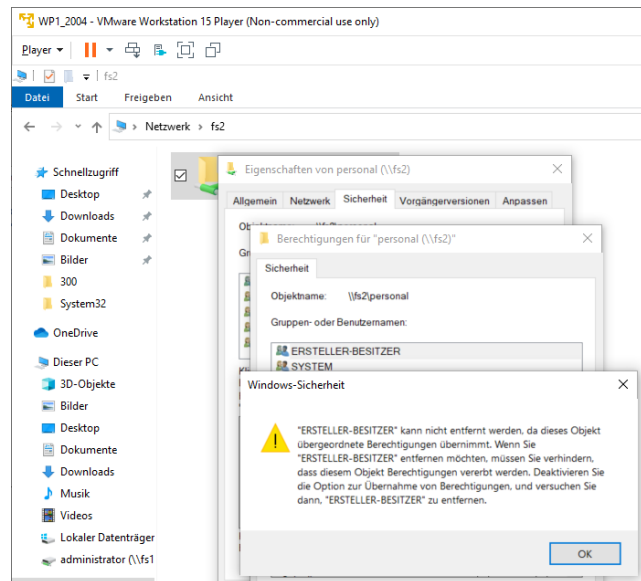 WP1_2004 - VMware Workstation 15 Player (Non-commercial use only)
Player
fs2
Datei Start Freigeben Ansicht
Netzwerk fs2
Schnellzugriff
Desktop
Downloads
Dokumente
Bilder
300
System32
OneDrive
Dieser PC
3D-Objekte
Bilder
Desktop
Dokumente
Downloads
Musik
Videos
Lokaler Datenträger
administrator (\\fs1
Eigenschaften von personal (\\fs2)
Allgemein Netzwerk Sicherheit Vorgängerversionen Anpassen
Berechtigungen für "personal (\\fs2)"
Sicherheit
Objektname: \\fs2\personal
Gruppen- oder Benutzernamen:
ERSTELLER-BESITZER
SYSTEM
Windows-Sicherheit
"ERSTELLER-BESITZER" kann nicht entfernt werden, da dieses Objekt
übergeordnete Berechtigungen übernimmt. Wenn Sie
"ERSTELLER-BESITZER" entfernen möchten, müssen Sie verhindern,
dass diesem Objekt Berechtigungen vererbt werden. Deaktivieren Sie
die Option zur Übernahme von Berechtigungen, und versuchen Sie
dann, "ERSTELLER-BESITZER" zu entfernen.
OK